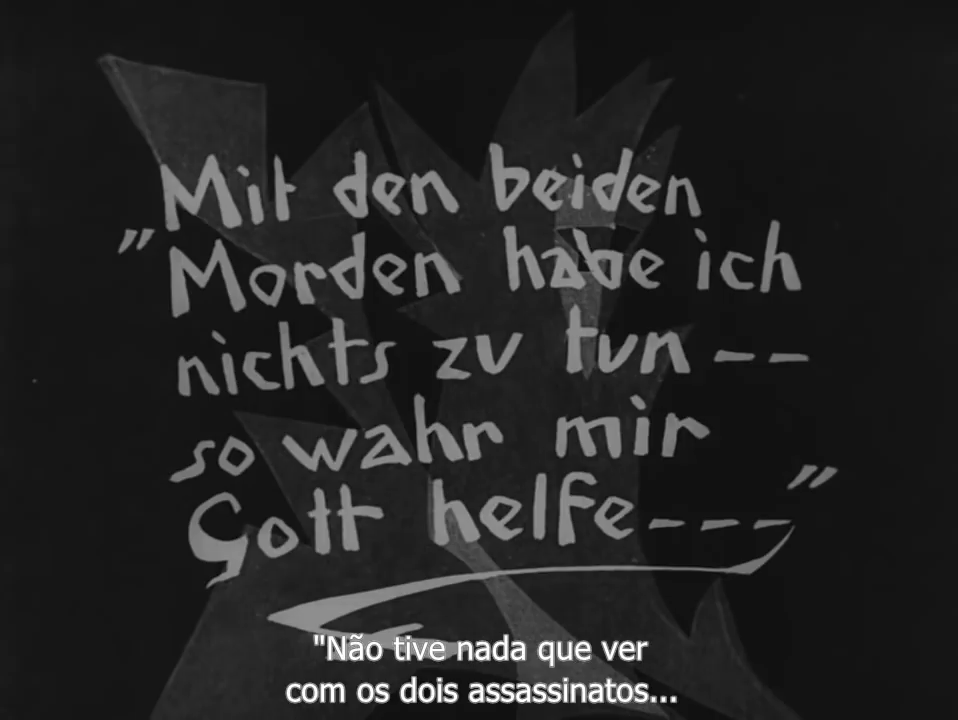 "Mit den beiden
Morden habe ich
nichts zu tun --
so wahr mir
Gott helfe---"
"Não tive nada que ver
com os dois assassinatos...